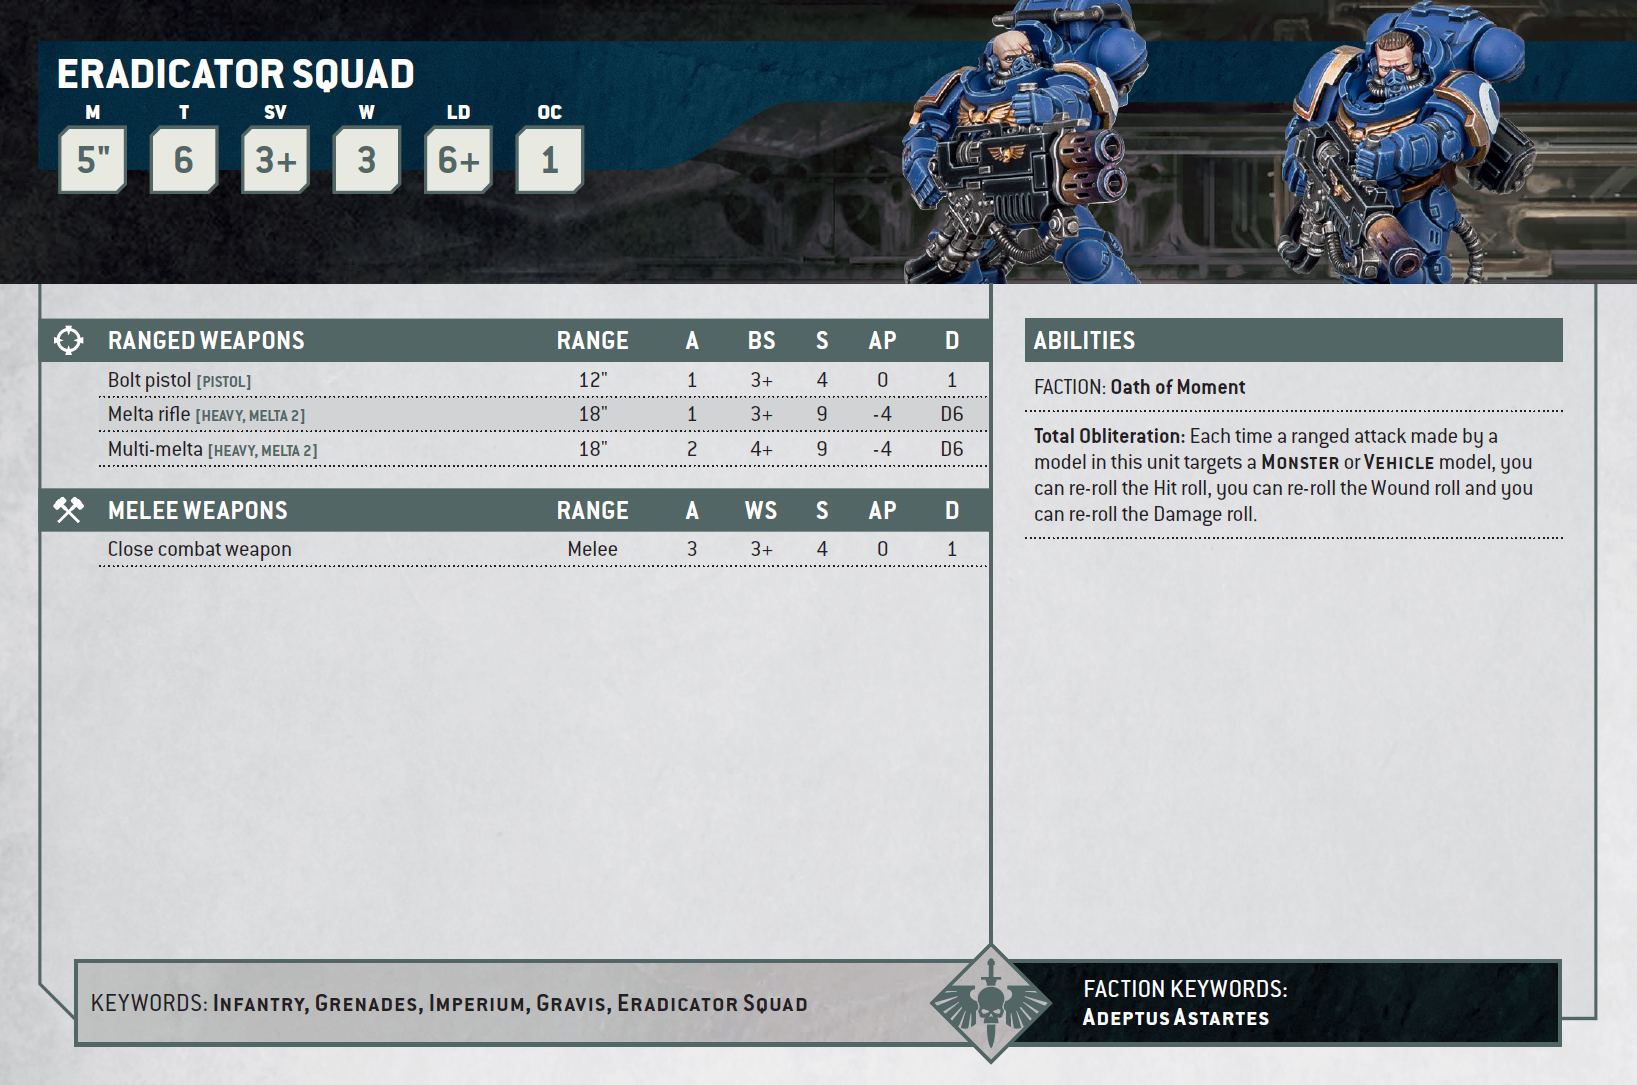 ERADICATOR SQUAD
M T SV W LD OC
5" 6 3+ 3 6+ 1
RANGED WEAPONS RANGE A BS S AP D
Bolt pistol [PISTOL] 12" 1 3+ 4 0 1
Melta rifle [HEAVY, MELTA 2] 18" 1 3+ 9 -4 D6
Multi-melta [HEAVY, MELTA 2] 18" 2 4+ 9 -4 D6
MELEE WEAPONS RANGE A WS S AP D
Close combat weapon Melee 3 3+ 4 0 1
ABILITIES
FACTION: Oath of Moment
Total Obliteration: Each time a ranged attack made by a
model in this unit targets a MONSTER or VEHICLE model, you
can re-roll the Hit roll, you can re-roll the Wound roll and you
can re-roll the Damage roll.
KEYWORDS: INFANTRY, GRENADES, IMPERIUM, GRAVIS, ERADICATOR SQUAD
FACTION KEYWORDS:
ADEPTUS ASTARTES